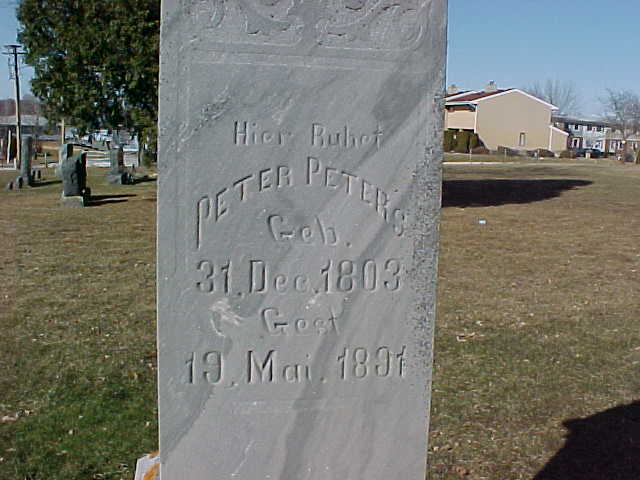 Hier Ruhet
PETER PETERS
Geb.
31. Dec. 1803
Gest
19. Mai. 1891